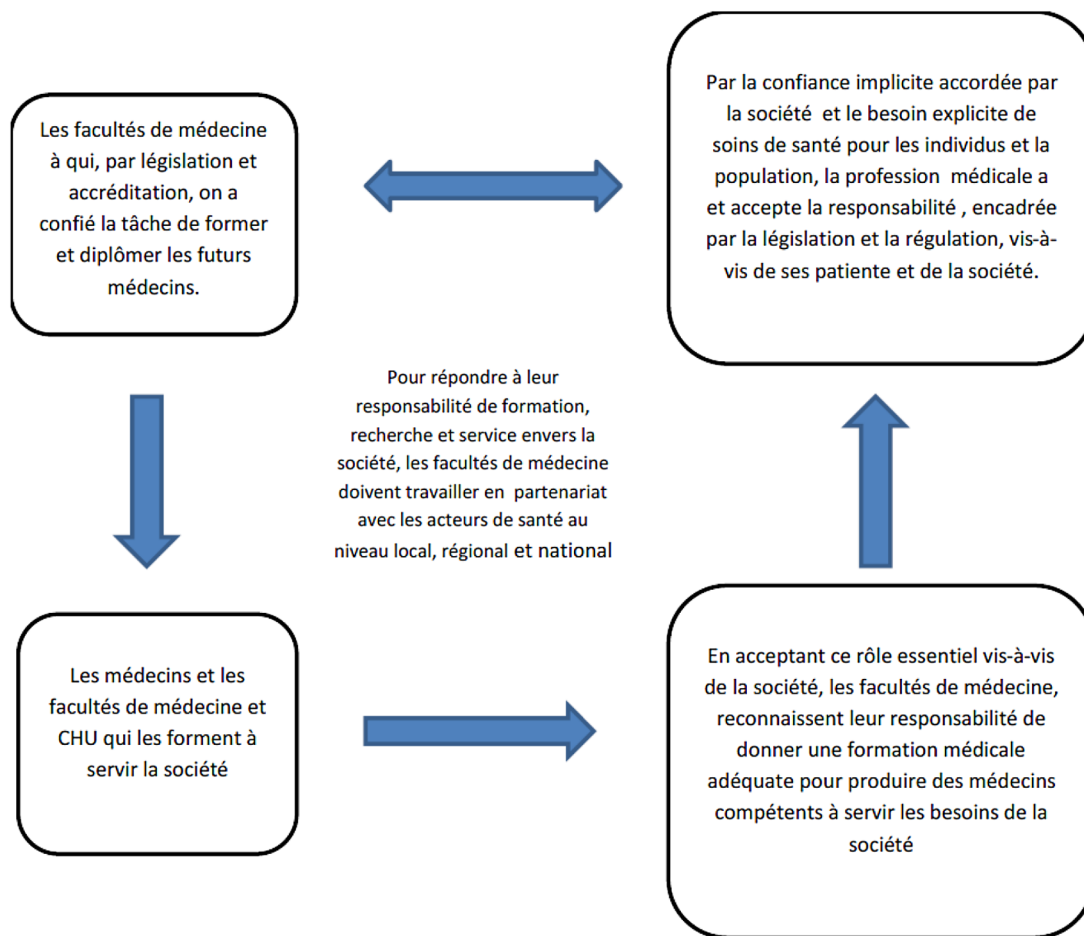 Les facultés de médecine
à qui, par législation et
accréditation, on a
confié la tâche de former
et diplômer les futurs
médecins.
Par la confiance implicite accordée par
la société et le besoin explicite de
soins de santé pour les individus et la
population, la profession médicale a
et accepte la responsabilité , encadrée
par la législation et la régulation, vis-à-
vis de ses patiente et de la société.
Pour répondre à leur
responsabilité de formation,
recherche et service envers la
société, les facultés de médecine
doivent travailler en partenariat
avec les acteurs de santé au
niveau local, régional et national
Les médecins et les
facultés de médecine et
CHU qui les forment à
servir la société
En acceptant ce rôle essentiel vis-à-vis
de la société, les facultés de médecine,
reconnaissent leur responsabilité de
donner une formation médicale
adéquate pour produire des médecins
compétents à servir les besoins de la
société